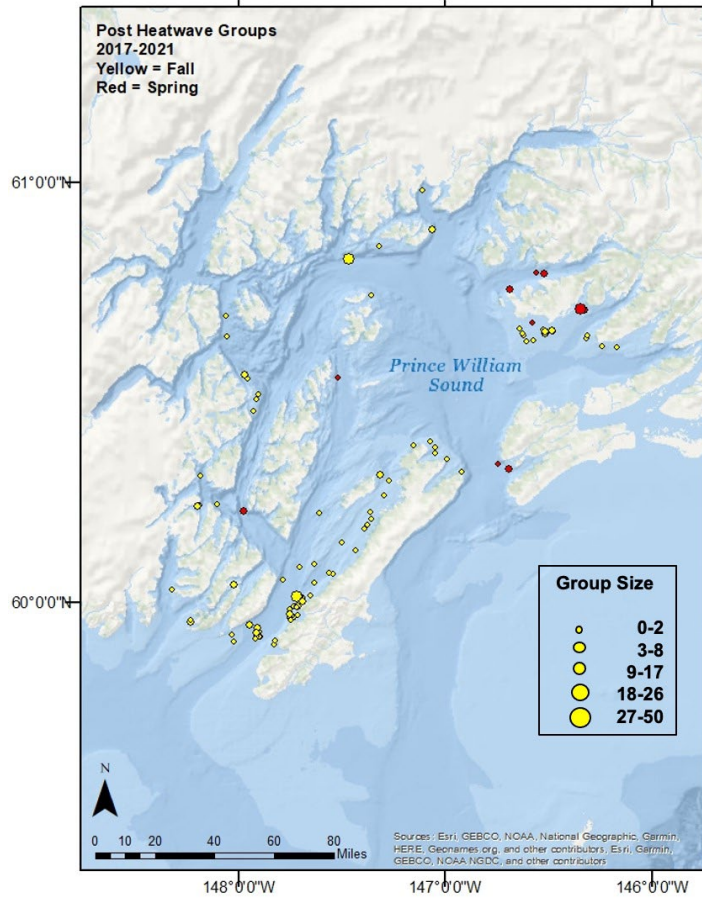 Post Heatwave Groups
2017-2021
Yellow = Fall
Red = Spring
61°0'0"N
Prince William
Sound
60°0'0"N
Group Size
0-2
3-8
9-17
18-26
27-50
N
0 10 20 40 60 80
Miles
Sources: Esri, GEBCO, NOAA, National Geographic, Garmin,
HERE, Geonames.org, and other contributors, Esri, Garmin,
GEBCO, NOAA NGDC, and other contributors
148°0'0"W 147°0'0"W 146°0'0"W